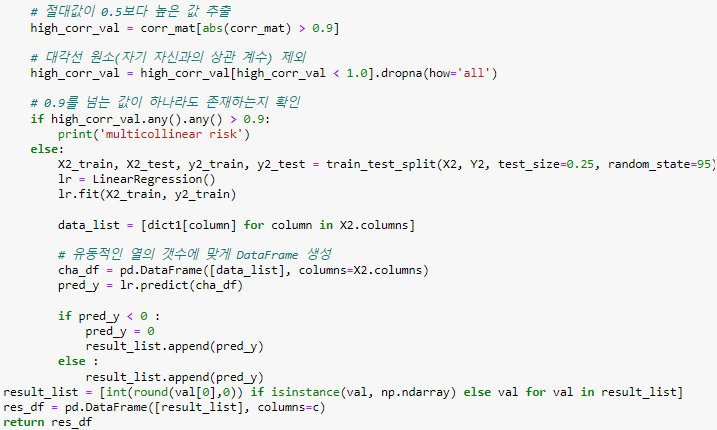 # 절대값이 0.5보다 높은 값 추출
high_corr_val = corr_mat[abs(corr_mat) > 0.9]
# 대각선 원소(자기 자신과의 상관 계수) 제외
high_corr_val = high_corr_val[high_corr_val < 1.0].dropna(how='all')
# 0.9를 넘는 값이 하나라도 존재하는지 확인
if high_corr_val.any().any() > 0.9:
print('multicollinear risk')
else:
X2_train, X2_test, y2_train, y2_test = train_test_split(X2, Y2, test_size=0.25, random_state=95)
lr = LinearRegression()
lr.fit(X2_train, y2_train)
data_list = [dict1[column] for column in X2.columns]
# 유동적인 열의 갯수에 맞게 DataFrame 생성
cha_df = pd.DataFrame([data_list], columns=X2.columns)
pred_y = lr.predict(cha_df)
if pred_y < 0 :
pred_y = 0
result_list.append(pred_y)
else :
result_list.append(pred_y)
result_list = [int(round(val[0],0)) if isinstance(val, np.ndarray) else val for val in result_list]
res_df = pd.DataFrame([result_list], columns=c)
return res_df